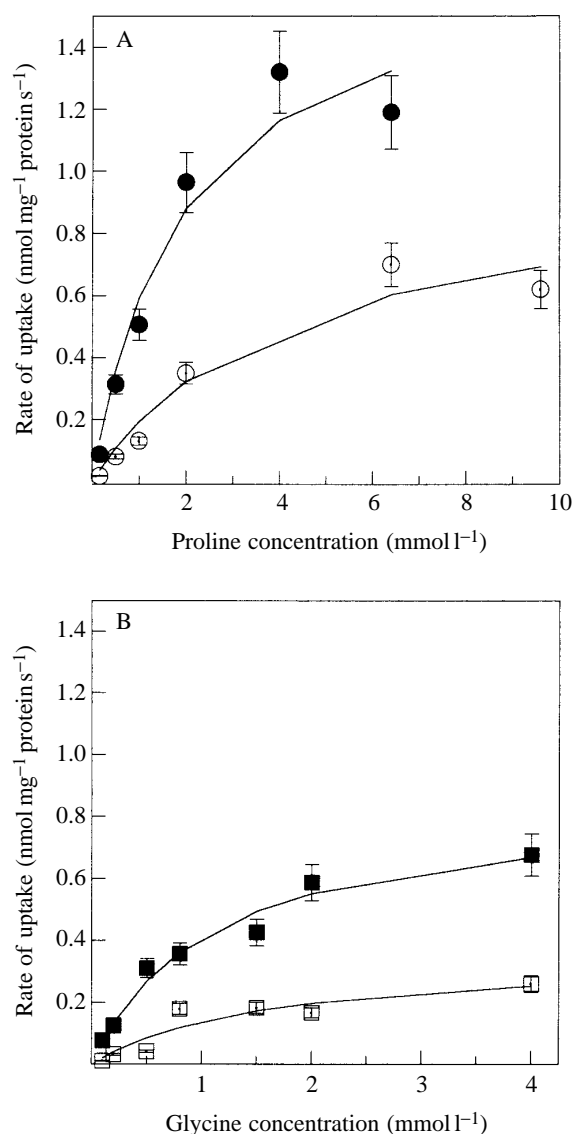 A
1.4
1.2
1.0
0.8
0.6
0.4
0.2
Rate of uptake (nmol mg⁻¹ protein s⁻¹)
2 4 6 8 10
Proline concentration (mmol l⁻¹)
B
1.4
1.2
1.0
0.8
0.6
0.4
0.2
Rate of uptake (nmol mg⁻¹ protein s⁻¹)
1 2 3 4
Glycine concentration (mmol l⁻¹)